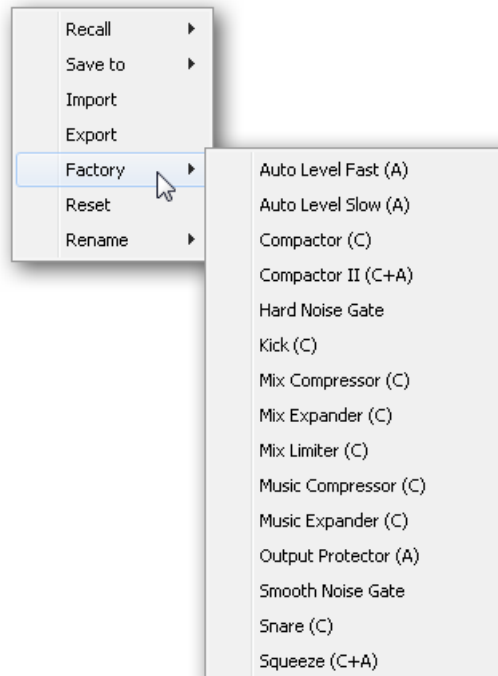 Recall
Save to
Import
Export
Factory
Reset
Rename
Auto Level Fast (A)
Auto Level Slow (A)
Compactor (C)
Compactor II (C+A)
Hard Noise Gate
Kick (C)
Mix Compressor (C)
Mix Expander (C)
Mix Limiter (C)
Music Compressor (C)
Music Expander (C)
Output Protector (A)
Smooth Noise Gate
Snare (C)
Squeeze (C+A)